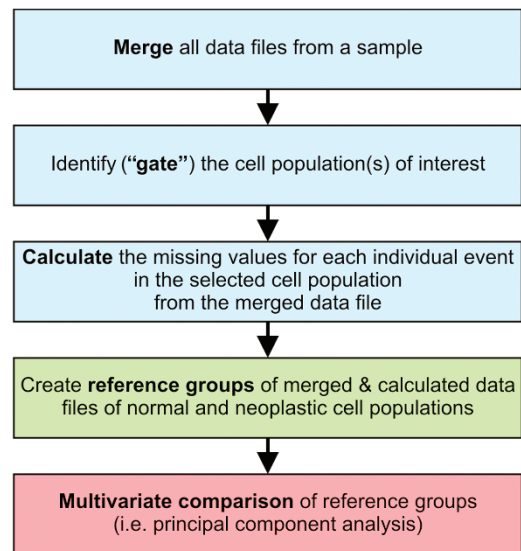 Merge all data files from a sample
Identify (“gate”) the cell population(s) of interest
Calculate the missing values for each individual event
in the selected cell population
from the merged data file
Create reference groups of merged & calculated data
files of normal and neoplastic cell populations
Multivariate comparison of reference groups
(i.e. principal component analysis)